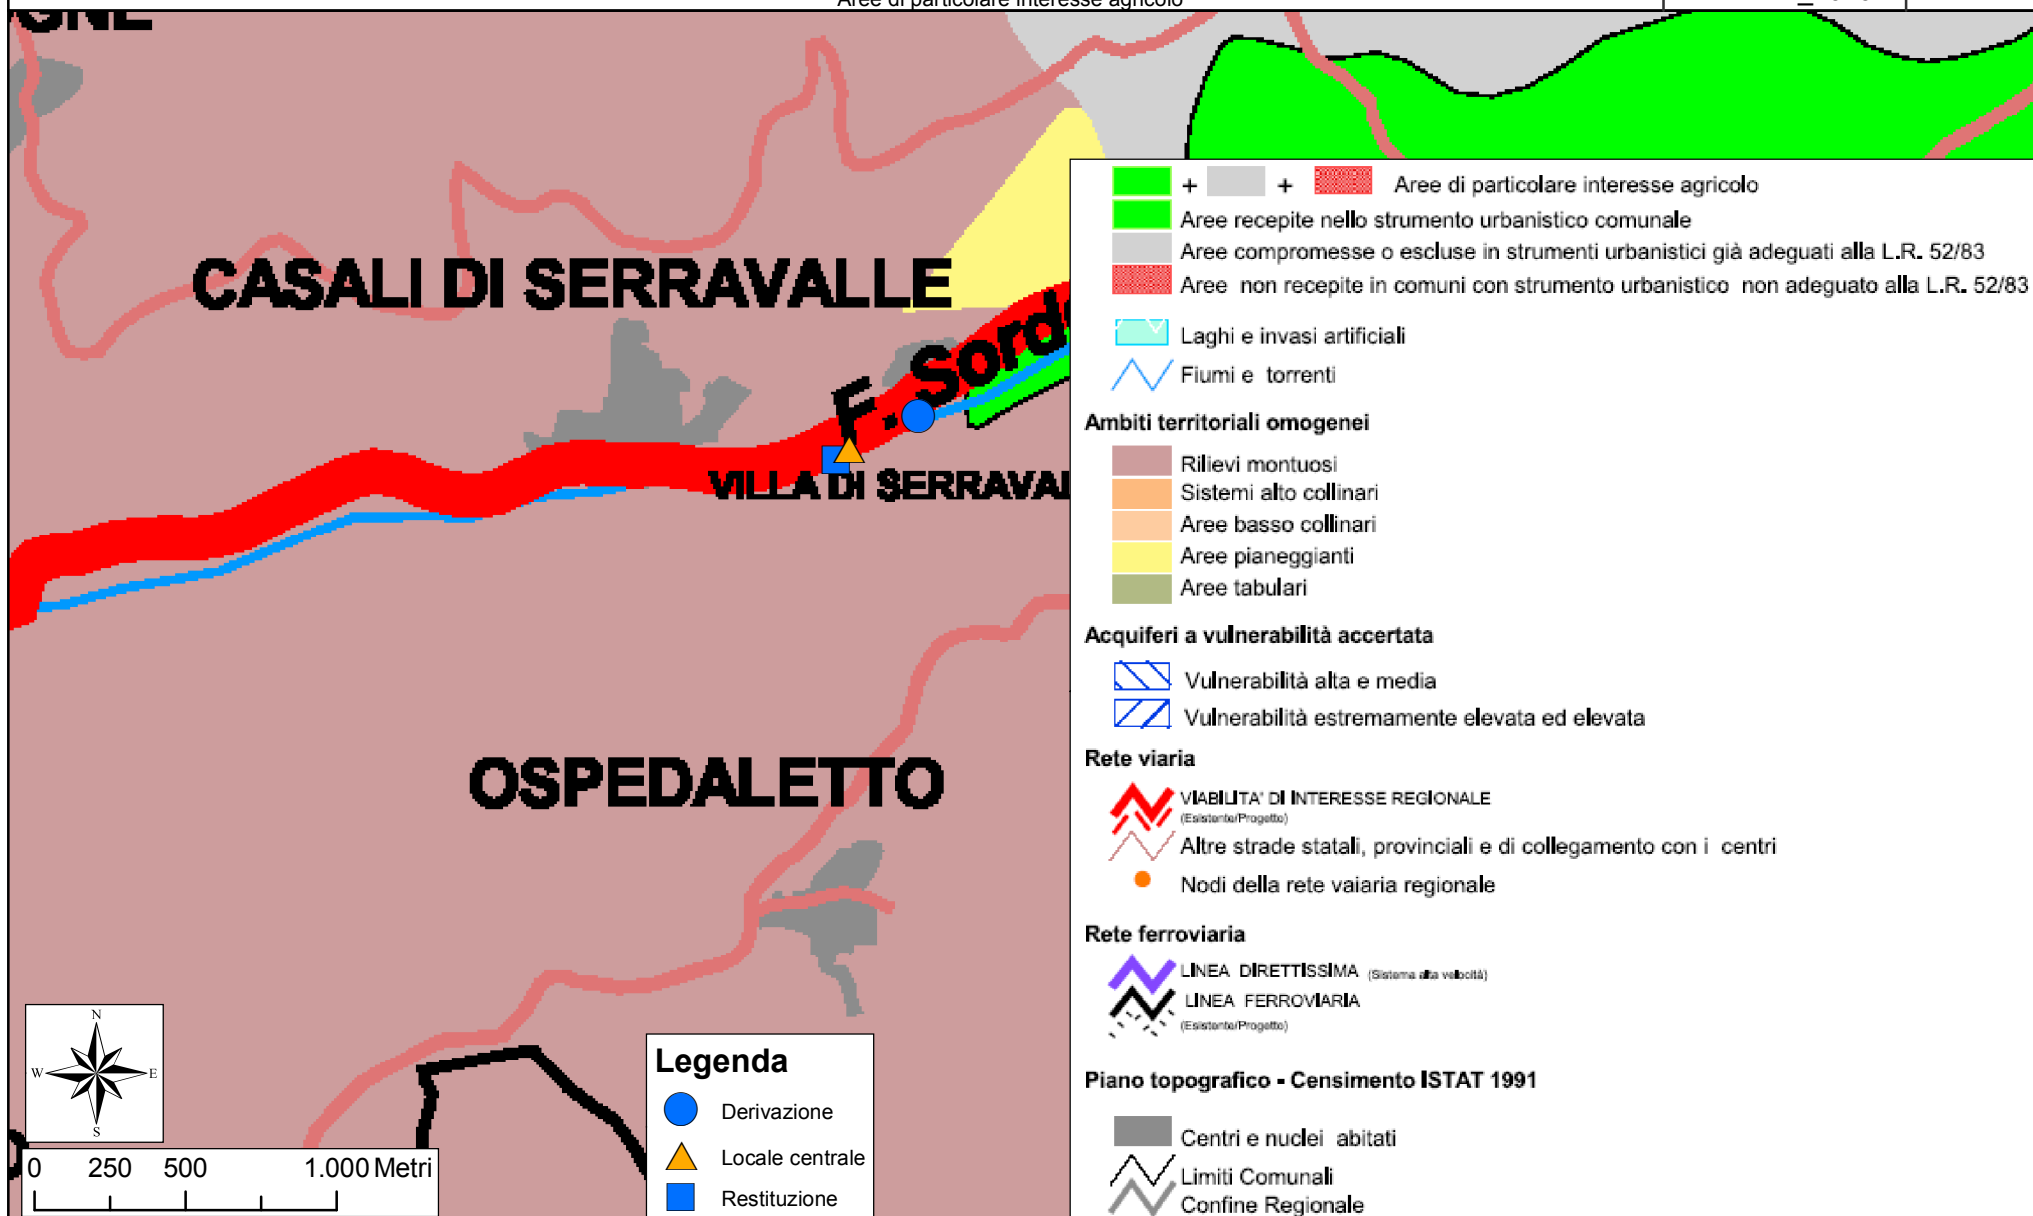 Aree di particolare interesse agricolo
GNE
CASALI DI SERRAVALLE
F. Sord
VILLA DI SERRAVAL
OSPEDALETTO
+ + Aree di particolare interesse agricolo
Aree recepite nello strumento urbanistico comunale
Aree compromesse o escluse in strumenti urbanistici già adeguati alla L.R. 52/83
Aree non recepite in comuni con strumento urbanistico non adeguato alla L.R. 52/83
Laghi e invasi artificiali
Fiumi e torrenti
Ambiti territoriali omogenei
Rilievi montuosi
Sistemi alto collinari
Aree basso collinari
Aree pianeggianti
Aree tabulari
Acquiferi a vulnerabilità accertata
Vulnerabilità alta e media
Vulnerabilità estremamente elevata ed elevata
Rete viaria
VIABILITA' DI INTERESSE REGIONALE
(Esistente/Progetto)
Altre strade statali, provinciali e di collegamento con i centri
Nodi della rete vaiaria regionale
Rete ferroviaria
LINEA DIRETTISSIMA (Sistema alta velocità)
LINEA FERROVIARIA
(Esistente/Progetto)
Piano topografico - Censimento ISTAT 1991
Centri e nuclei abitati
Limiti Comunali
Confine Regionale
N
W E
S
0 250 500 1.000 Metri
Legenda
Derivazione
Locale centrale
Restituzione